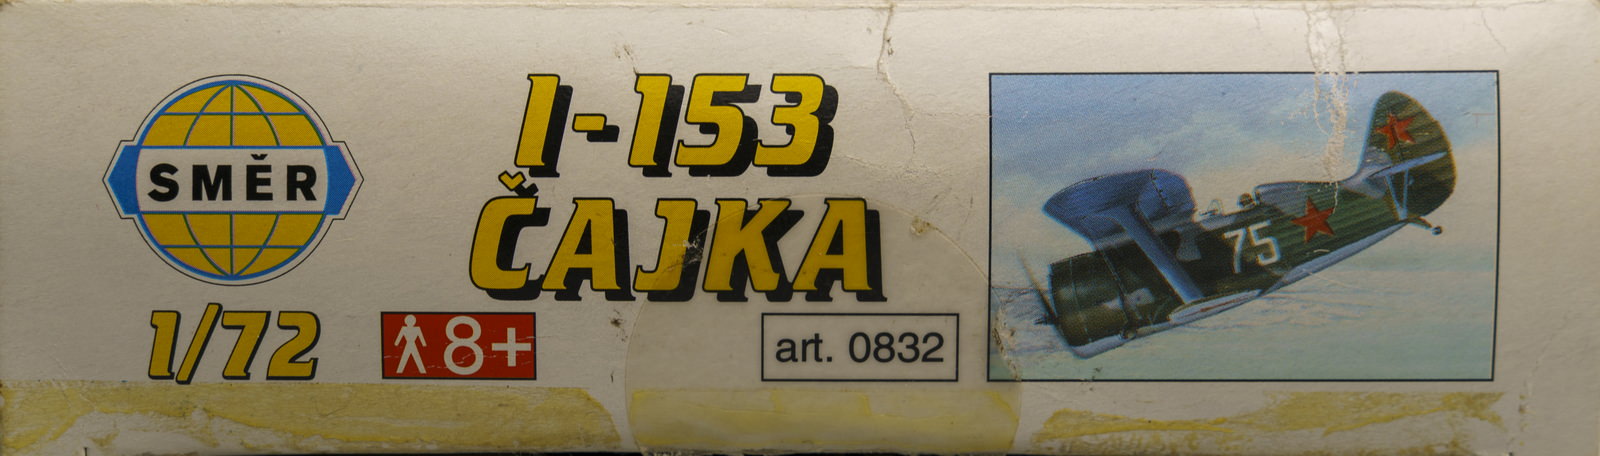 SMĚR
I-153
ČAJKA
1/72
8+
art. 0832
75